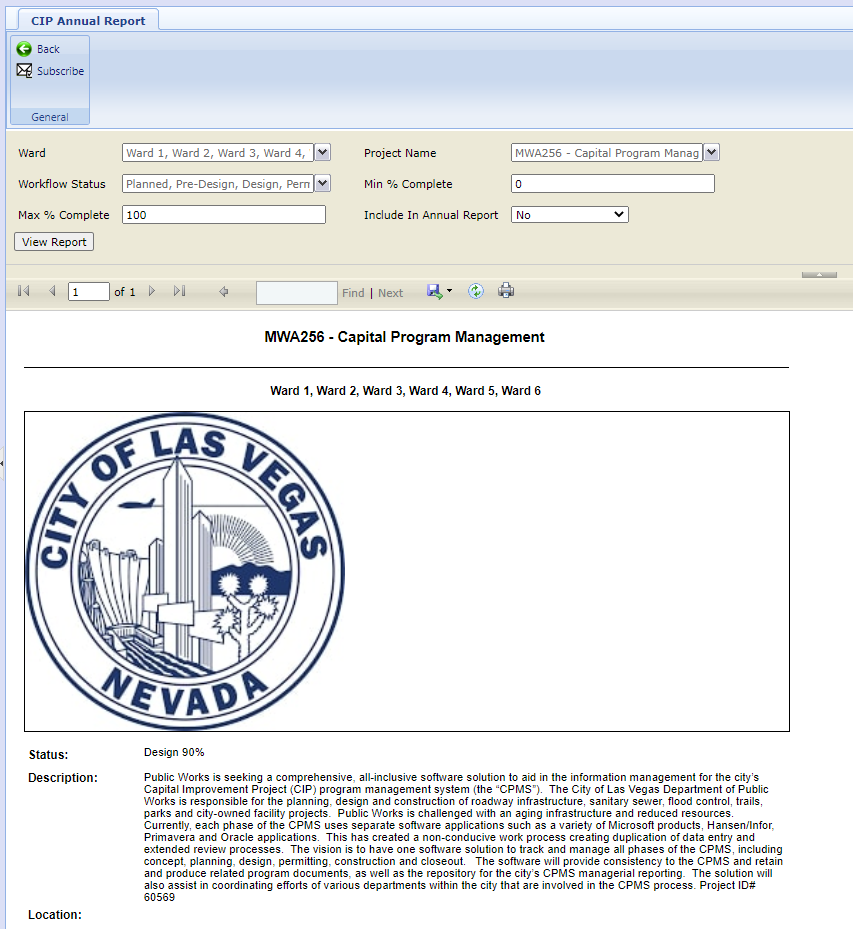 CIP Annual Report
Back
Subscribe
General
Ward Ward 1, Ward 2, Ward 3, Ward 4, Project Name MWA256 - Capital Program Manag
Workflow Status Planned, Pre-Design, Design, Perm Min % Complete 0
Max % Complete 100 Include In Annual Report No
View Report
1 of 1 Find | Next
MWA256 - Capital Program Management
Ward 1, Ward 2, Ward 3, Ward 4, Ward 5, Ward 6
CITY OF LAS VEGAS
NEVADA
Status: Design 90%
Description: Public Works is seeking a comprehensive, all-inclusive software solution to aid in the information management for the city's
Capital Improvement Project (CIP) program management system (the "CPMS"). The City of Las Vegas Department of Public
Works is responsible for the planning, design and construction of roadway infrastructure, sanitary sewer, flood control, trails,
parks and city-owned facility projects. Public Works is challenged with an aging infrastructure and reduced resources.
Currently, each phase of the CPMS uses separate software applications such as a variety of Microsoft products, Hansen/Infor,
Primavera and Oracle applications. This has created a non-conducive work process creating duplication of data entry and
extended review processes. The vision is to have one software solution to track and manage all phases of the CPMS, including
concept, planning, design, permitting, construction and closeout. The software will provide consistency to the CPMS and retain
and produce related program documents, as well as the repository for the city's CPMS managerial reporting. The solution will
also assist in coordinating efforts of various departments within the city that are involved in the CPMS process. Project ID#
60569
Location: